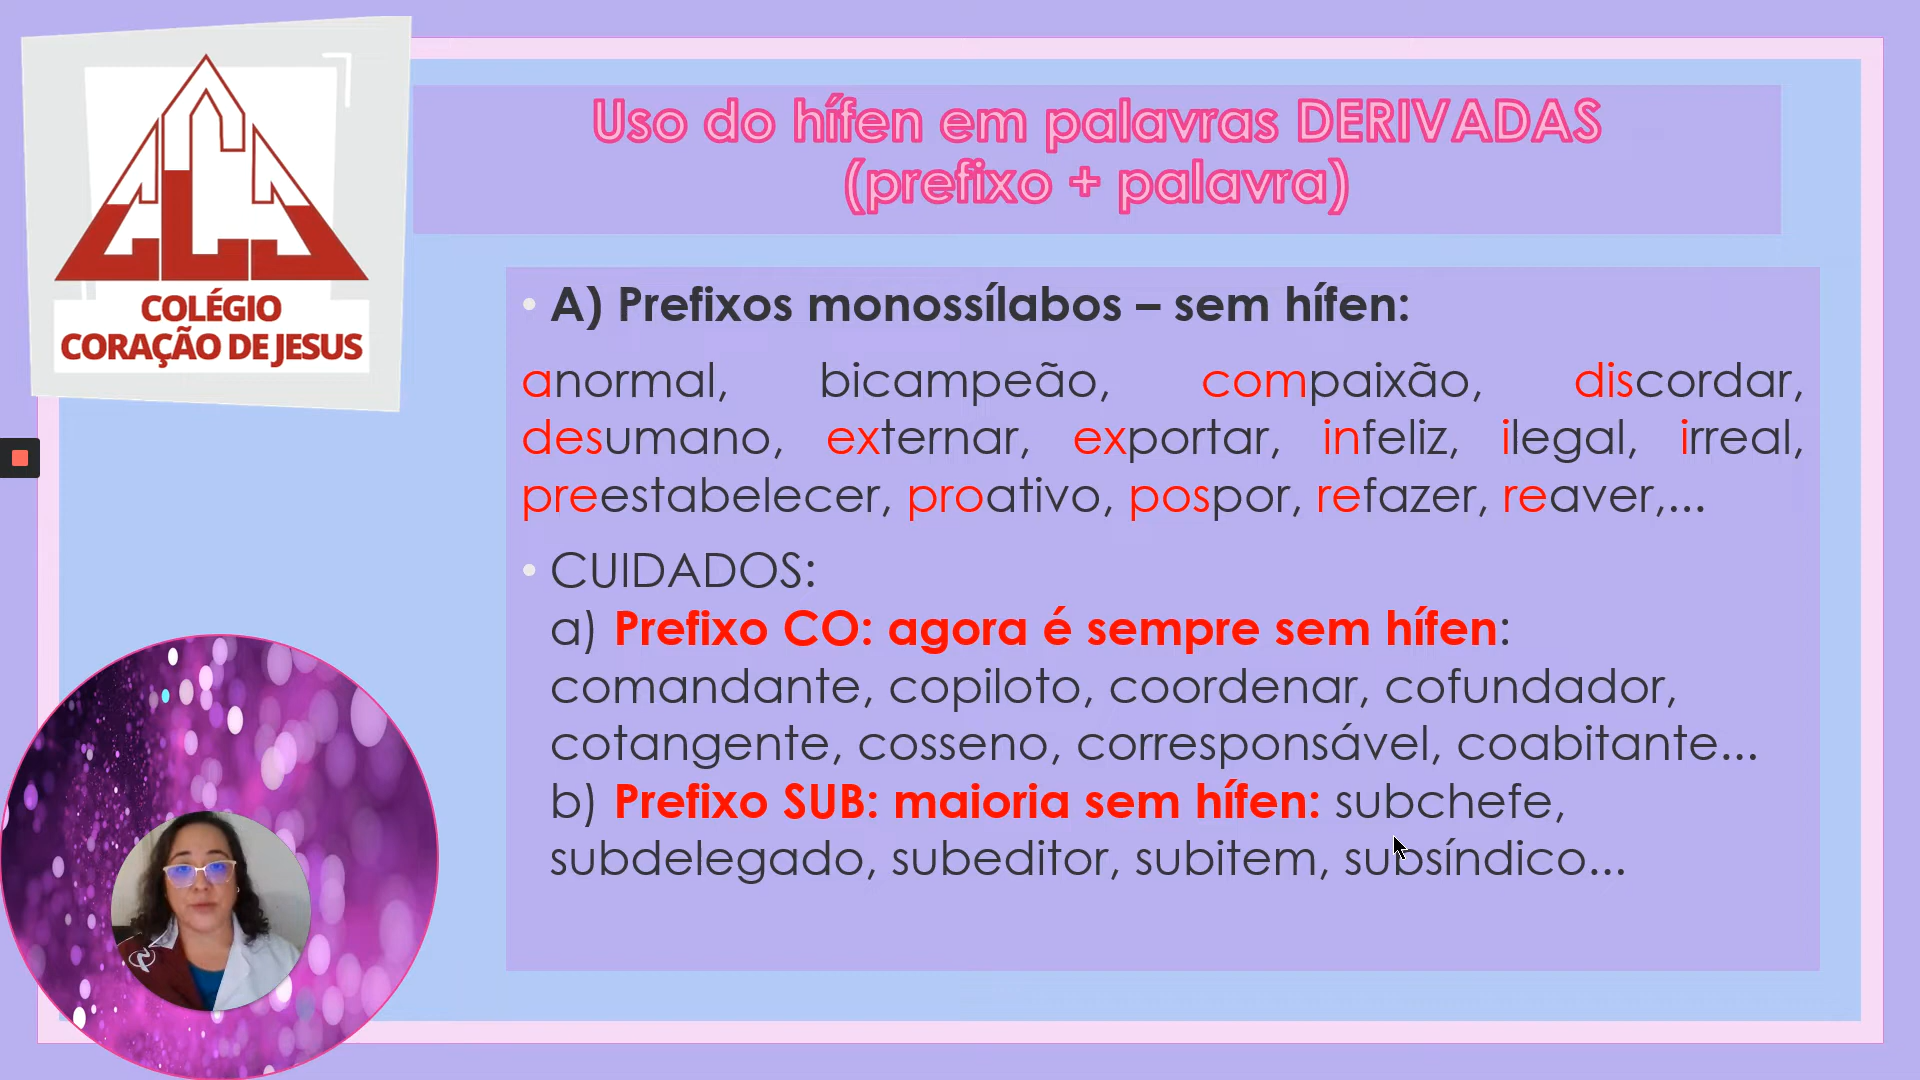 COLÉGIO
CORAÇÃO DE JESUS
Uso do hífen em palavras DERIVADAS
(prefixo + palavra)
• A) Prefixos monossílabos – sem hífen:
anormal, bicampeão, compaixão, discordar,
desumano, externar, exportar, infeliz, ilegal, irreal,
preestabelecer, proativo, pospor, refazer, reaver,...
• CUIDADOS:
a) Prefixo CO: agora é sempre sem hífen:
comandante, copiloto, coordenar, cofundador,
cotangente, cosseno, corresponsável, coabitante...
b) Prefixo SUB: maioria sem hífen: subchefe,
subdelegado, subeditor, subitem, subsíndico...